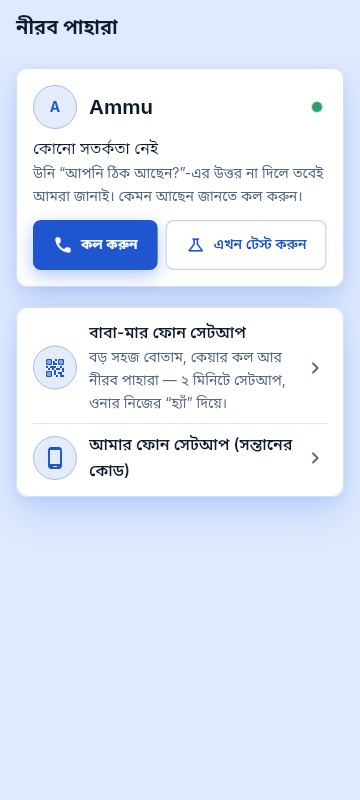 নীরব পাহারা
A
Ammu
কোনো সতর্কতা নেই
উনি “আপনি ঠিক আছেন?”-এর উত্তর না দিলে তবেই
আমরা জানাই। কেমন আছেন জানতে কল করুন।
কল করুন
এখন টেস্ট করুন
বাবা-মার ফোন সেটআপ
বড় সহজ বোতাম, কেয়ার কল আর
নীরব পাহারা — ২ মিনিটে সেটআপ,
ওনার নিজের “হ্যাঁ” দিয়ে।
আমার ফোন সেটআপ (সন্তানের
কোড)